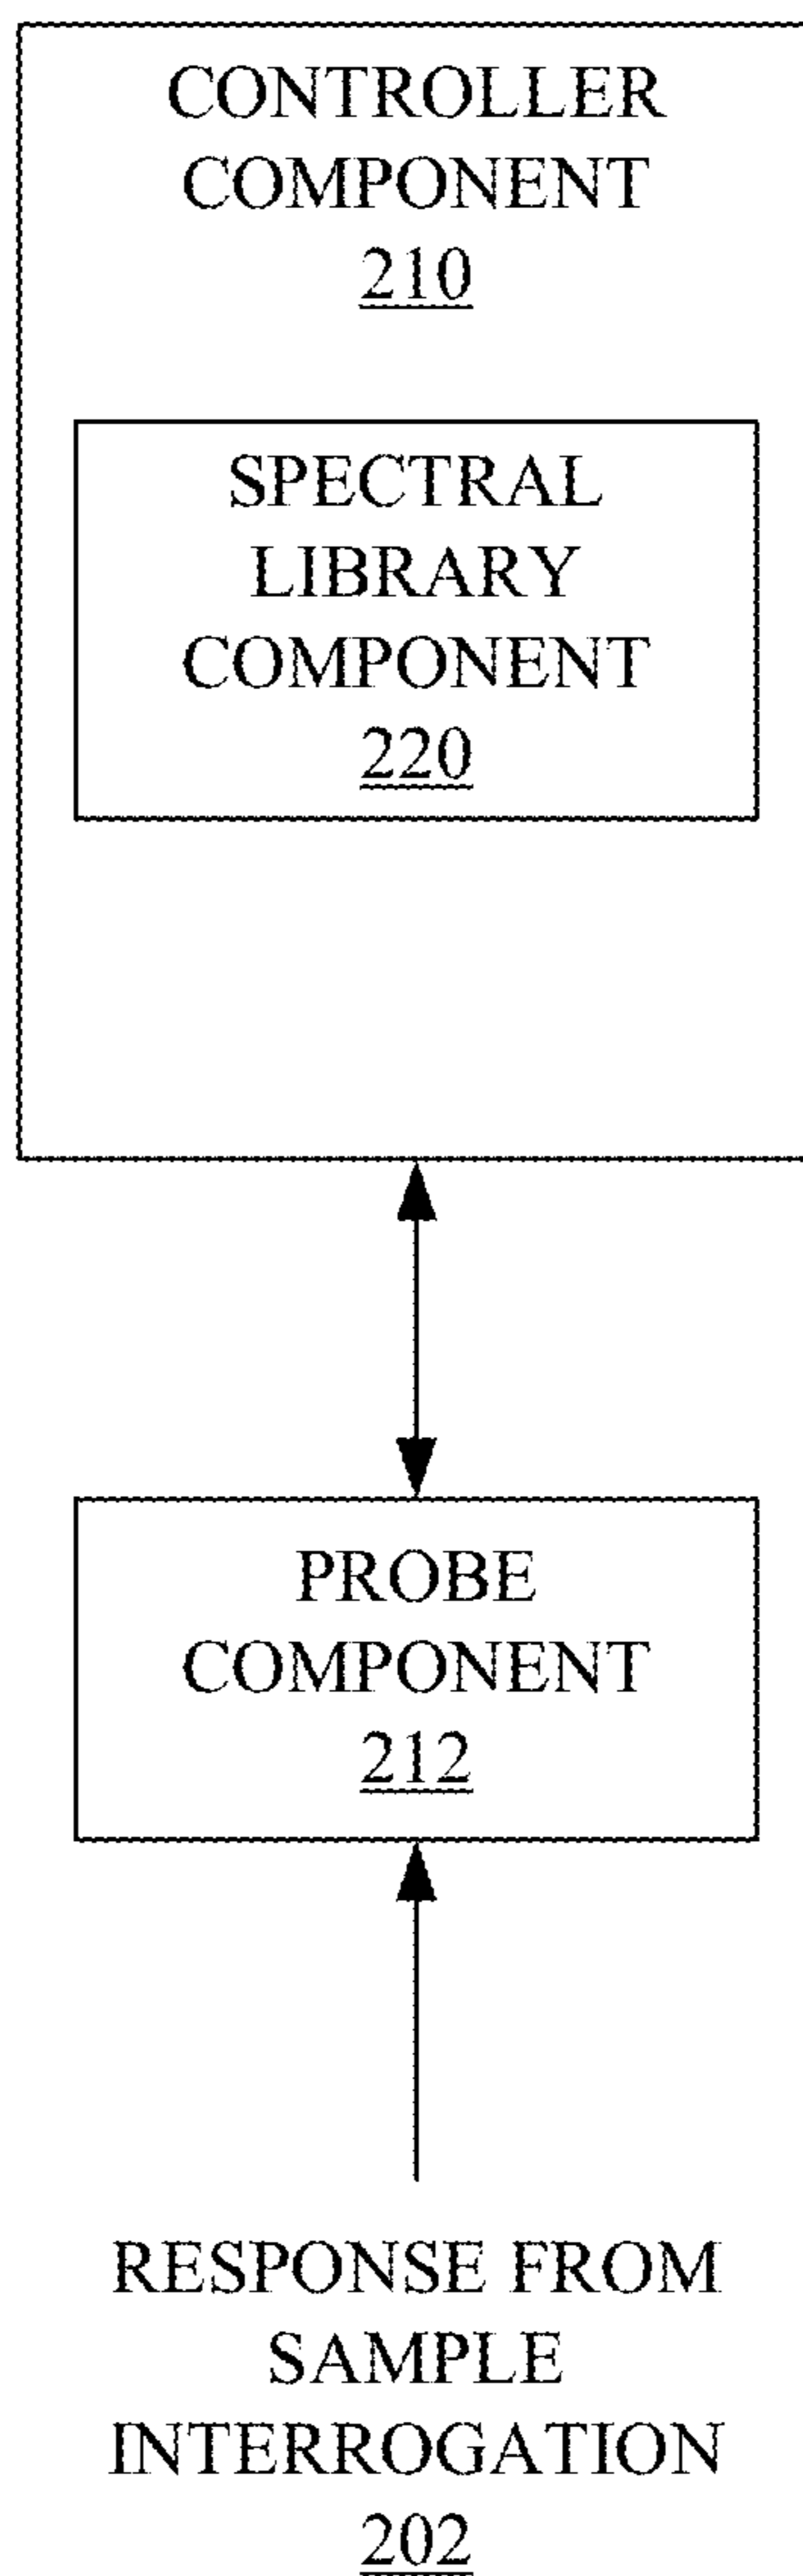 CONTROLLER
COMPONENT
210
SPECTRAL
LIBRARY
COMPONENT
220
PROBE
COMPONENT
212
RESPONSE FROM
SAMPLE
INTERROGATION
202